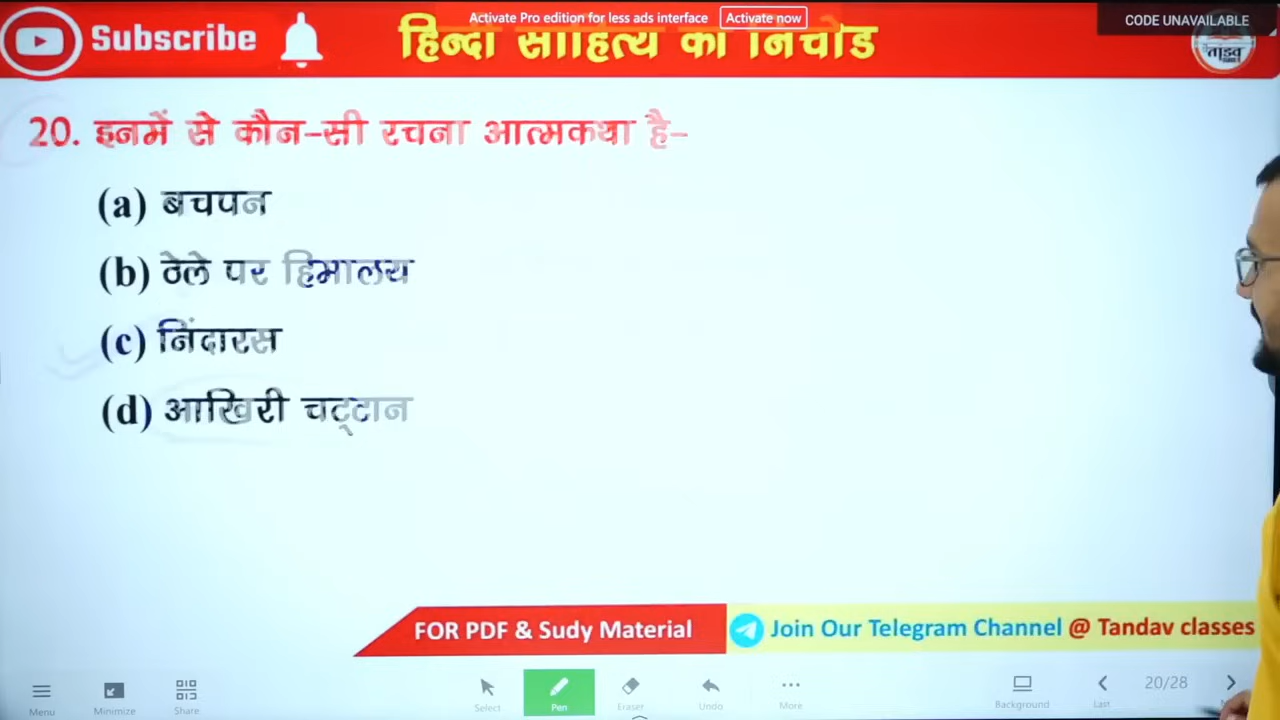 Activate Pro edition for less ads interface Activate now
CODE UNAVAILABLE
Subscribe हिन्दी साहित्य का निचोड़
तांडव
20. इनमें से कौन-सी रचना आत्मकथा है-
(a) बचपन
(b) ठेले पर हिमालय
(c) निंदारस
(d) आखिरी चट्टान
FOR PDF & Sudy Material
Join Our Telegram Channel @ Tandav classes
Menu Minimize Share Select Pen Eraser Undo More Background Last 20/28